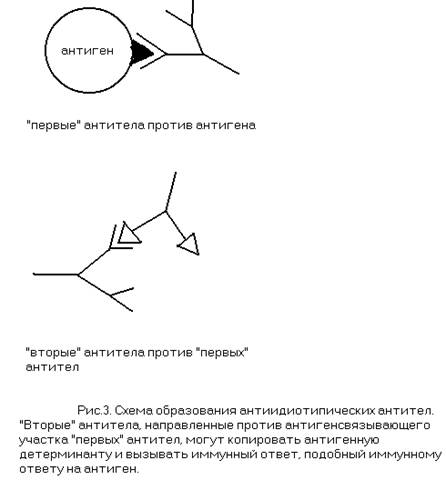 антиген
"первые" антитела против антигена
"вторые" антитела против "первых"
антител
Рис.3. Схема образования антиидиотипических антител.
"Вторые" антитела, направленные против антигенсвязывающего
участка "первых" антител, могут копировать антигенную
детерминанту и вызывать иммунный ответ, подобный иммунному
ответу на антиген.